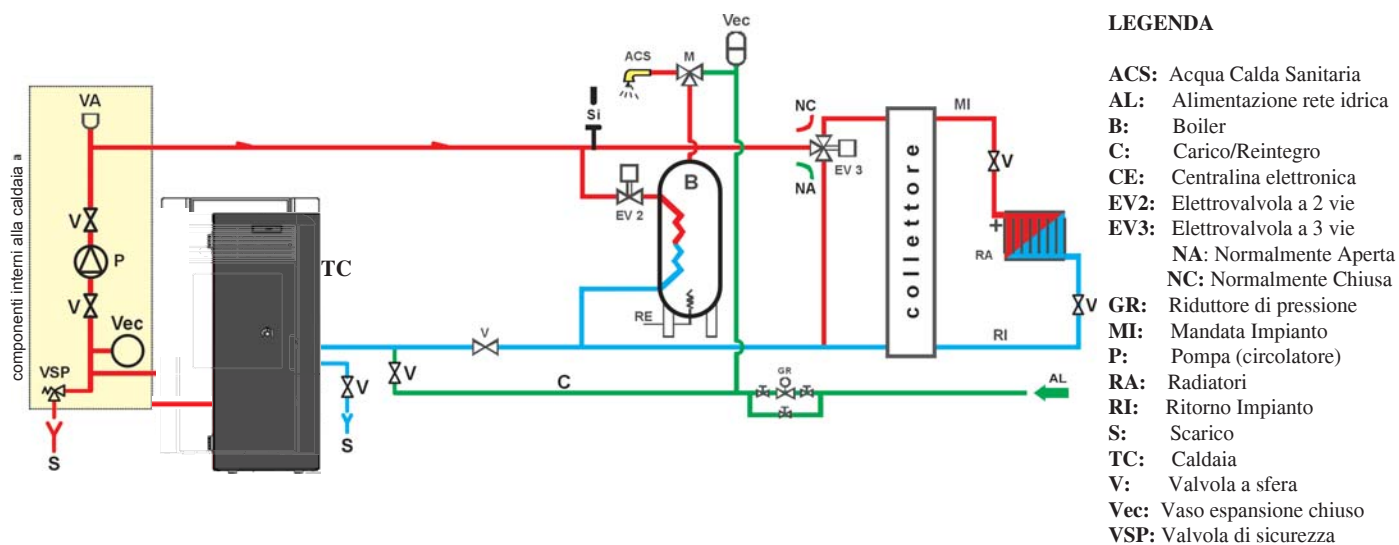 componenti interni alla caldaia a
VA
V
P
V
Vec
VSP
S
TC
V
S
V
V
C
Si
EV 2
ACS
M
Vec
B
RE
NC
NA
EV 3
GR
AL
collettore
MI
V
+
RA
V
RI
LEGENDA
ACS: Acqua Calda Sanitaria
AL: Alimentazione rete idrica
B: Boiler
C: Carico/Reintegro
CE: Centralina elettronica
EV2: Elettrovalvola a 2 vie
EV3: Elettrovalvola a 3 vie
NA: Normalmente Aperta
NC: Normalmente Chiusa
GR: Riduttore di pressione
MI: Mandata Impianto
P: Pompa (circolatore)
RA: Radiatori
RI: Ritorno Impianto
S: Scarico
TC: Caldaia
V: Valvola a sfera
Vec: Vaso espansione chiuso
VSP: Valvola di sicurezza